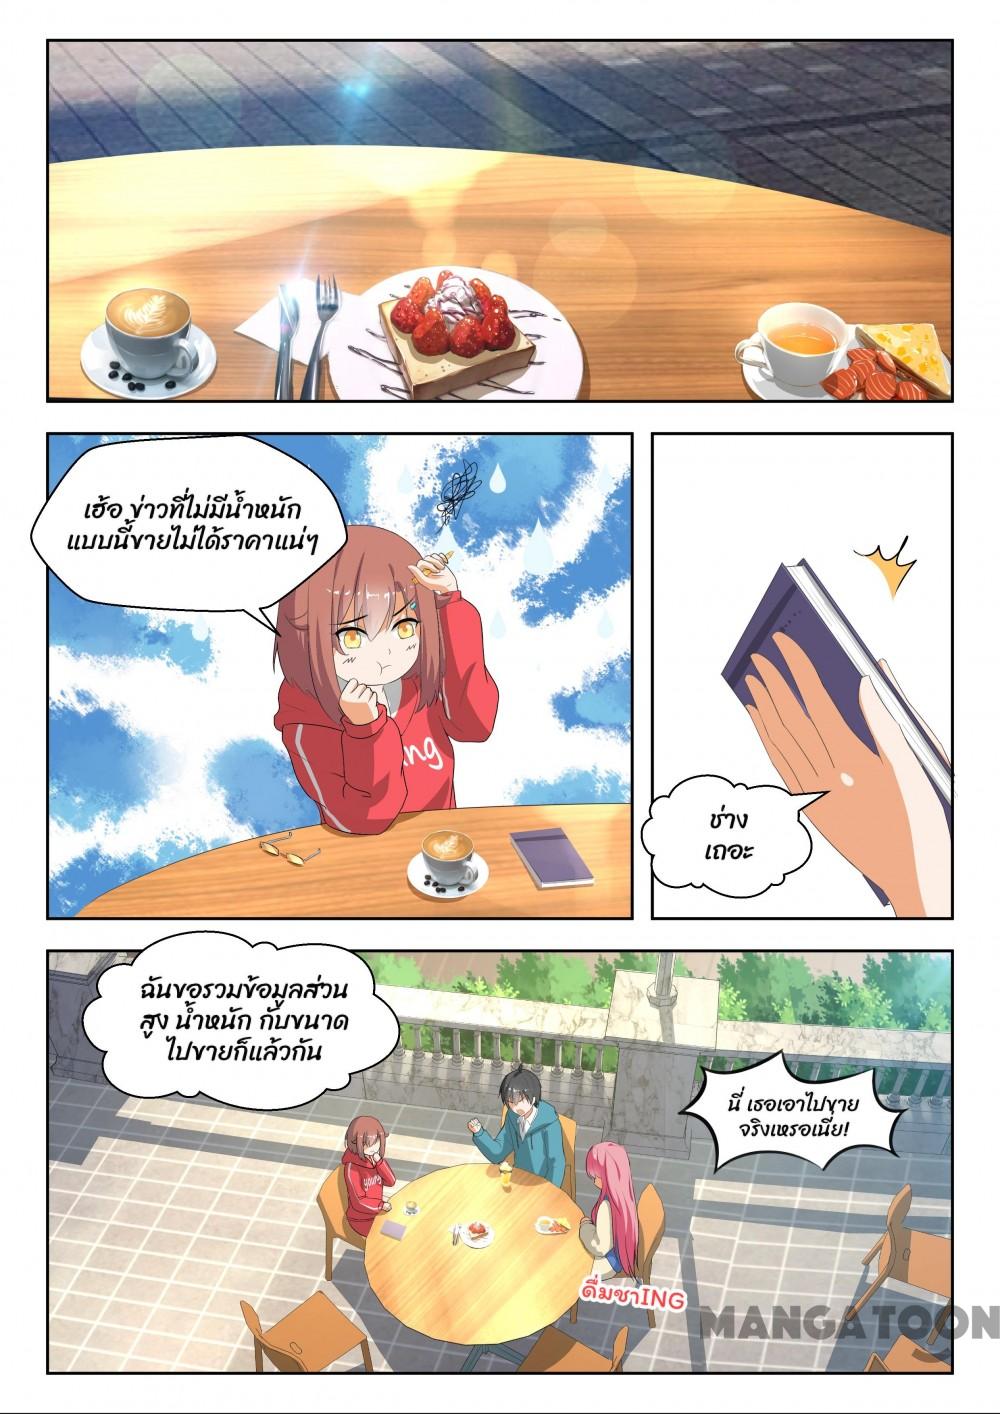 เฮ้อ ข่าวที่ไม่มีน้ำหนัก
แบบนี้ขายไม่ได้ราคาแน่ๆ
ng
ช่าง
เถอะ
ฉันขอรวมข้อมูลส่วน
สูง น้ำหนัก กับขนาด
ไปขายก็แล้วกัน
นี่ เธอเอาไปขาย
จริงเหรอเนี่ย!
young
ดื่มชาING
MANGATOON